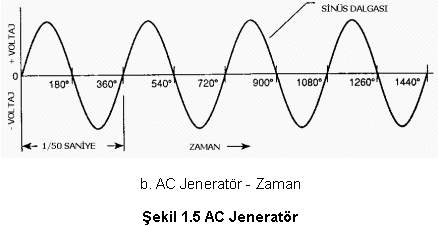 SİNÜS DALGASI
+ VOLTAJ
0
- VOLTAJ
180° 360° 540° 720° 900° 1080° 1260° 1440°
1/50 SANİYE
ZAMAN
b. AC Jeneratör - Zaman
Şekil 1.5 AC Jeneratör